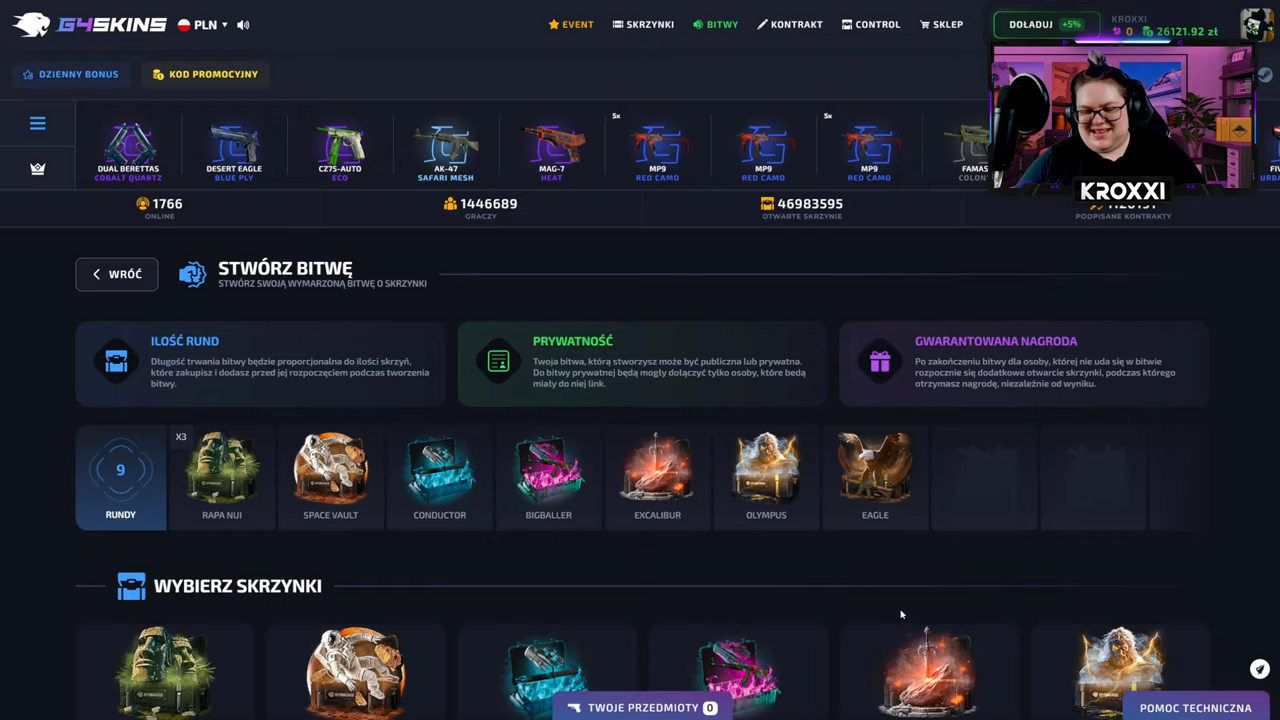 G4SKINS
PLN
EVENT
SKRZYNKI
BITWY
KONTRAKT
CONTROL
SKLEP
DOŁADUJ +5%
KROXXI
0 26121.92 zł
DZIENNY BONUS
KOD PROMOCYJNY
DUAL BERETTAS
COBALT QUARTZ
DESERT EAGLE
BLUE PLY
CZ75-AUTO
ECO
AK-47
SAFARI MESH
MAG-7
HEAT
5x
MP9
RED CAMO
MP9
RED CAMO
5x
MP9
RED CAMO
FAMAS
KROXXI
1766
ONLINE
1446689
GRACZY
46983595
OTWARTE SKRZYNIE
PODPISANE KONTRAKTY
WRÓĆ
STWÓRZ BITWĘ
STWÓRZ SWOJĄ WYMARZONĄ BITWĘ O SKRZYNKI
ILOŚĆ RUND
Długość trwania bitwy będzie proporcjonalna do ilości skrzyń,
które zakupisz i dodasz przed jej rozpoczęciem podczas tworzenia
bitwy.
PRYWATNOŚĆ
Twoja bitwa, którą stworzysz może być publiczna lub prywatna.
Do bitwy prywatnej będą mogły dołączyć tylko osoby, które będą
miały do niej link.
GWARANTOWANA NAGRODA
Po zakończeniu bitwy dla osoby, której nie uda się w bitwie
rozpocznie się dodatkowe otwarcie skrzynki, podczas którego
otrzymasz nagrodę, niezależnie od wyniku.
9
RUNDY
X3
RAPA NUI
SPACE VAULT
CONDUCTOR
BIGBALLER
EXCALIBUR
OLYMPUS
EAGLE
WYBIERZ SKRZYNKI
TWOJE PRZEDMIOTY 0
POMOC TECHNICZNA